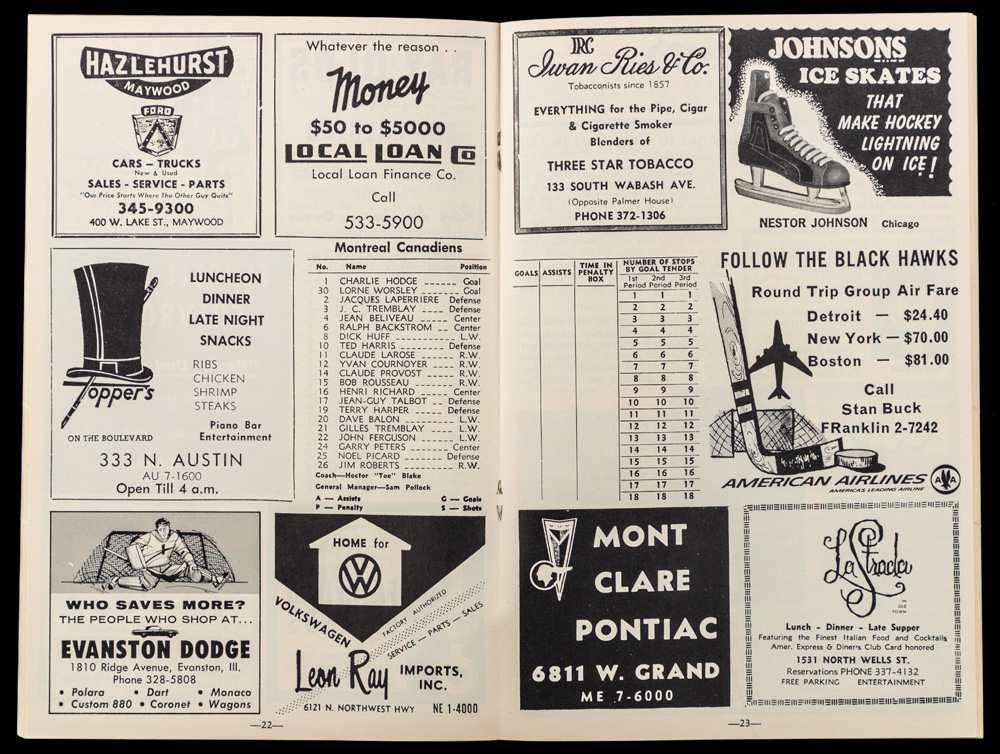 HAZLEHURST
MAYWOOD
FORD
CARS – TRUCKS
New & Used
SALES - SERVICE - PARTS
"Our Price Starts Where The Other Guy Quits"
345-9300
400 W. LAKE ST., MAYWOOD
Whatever the reason . .
Money
$50 to $5000
LOCAL LOAN CO
Local Loan Finance Co.
Call
533-5900
LUNCHEON
DINNER
LATE NIGHT
SNACKS
RIBS
CHICKEN
SHRIMP
STEAKS
Topper's
ON THE BOULEVARD
Piano Bar
Entertainment
333 N. AUSTIN
AU 7-1600
Open Till 4 a.m.
Montreal Canadiens
No. Name Position
1 CHARLIE HODGE ------ Goal
30 LORNE WORSLEY ----- Goal
2 JACQUES LAPERRIERE Defense
3 J. C. TREMBLAY ---- Defense
4 JEAN BELIVEAU ---- Center
6 RALPH BACKSTROM -- Center
8 DICK HUFF --------- L.W.
10 TED HARRIS ------ Defense
11 CLAUDE LAROSE ---- R.W.
12 YVAN COURNOYER --- R.W.
14 CLAUDE PROVOST --- R.W.
15 BOB ROUSSEAU ---- R.W.
16 HENRI RICHARD ---- Center
17 JEAN-GUY TALBOT -- Defense
19 TERRY HARPER ---- Defense
20 DAVE BALON ------- L.W.
21 GILLES TREMBLAY --- L.W.
22 JOHN FERGUSON ---- L.W.
24 GARRY PETERS ----- Center
25 NOEL PICARD ----- Defense
26 JIM ROBERTS ------ R.W.
Coach—Hector "Toe" Blake
General Manager—Sam Pollock
A — Assists G — Goals
P — Penalty S — Shots
WHO SAVES MORE?
THE PEOPLE WHO SHOP AT...
EVANSTON DODGE
1810 Ridge Avenue, Evanston, Ill.
Phone 328-5808
• Polara • Dart • Monaco
• Custom 880 • Coronet • Wagons
HOME for
VW
VOLKSWAGEN
FACTORY AUTHORIZED
SERVICE — PARTS — SALES
Leon Ray
IMPORTS,
INC.
6121 N. NORTHWEST HWY NE 1-4000
—22—
IRC
Iwan Ries & Co.
Tobacconists since 1857
EVERYTHING for the Pipe, Cigar
& Cigarette Smoker
Blenders of
THREE STAR TOBACCO
133 SOUTH WABASH AVE.
(Opposite Palmer House)
PHONE 372-1306
JOHNSONS
ICE SKATES
THAT
MAKE HOCKEY
LIGHTNING
ON ICE!
NESTOR JOHNSON Chicago
GOALS ASSISTS TIME IN PENALTY BOX NUMBER OF STOPS BY GOAL TENDER
1st Period 2nd Period 3rd Period
1 1 1
2 2 2
3 3 3
4 4 4
5 5 5
6 6 6
7 7 7
8 8 8
9 9 9
10 10 10
11 11 11
12 12 12
13 13 13
14 14 14
15 15 15
16 16 16
17 17 17
18 18 18
FOLLOW THE BLACK HAWKS
Round Trip Group Air Fare
Detroit — $24.40
New York — $70.00
Boston — $81.00
Call
Stan Buck
FRanklin 2-7242
AMERICAN AIRLINES
AMERICA'S LEADING AIRLINE
AA
MONT
CLARE
PONTIAC
6811 W. GRAND
ME 7-6000
La Strada
IN
OLD
TOWN
Lunch - Dinner - Late Supper
Featuring the Finest Italian Food and Cocktails
Amer. Express & Diners Club Card honored
1531 NORTH WELLS ST.
Reservations PHONE 337-4132
FREE PARKING ENTERTAINMENT
—23—